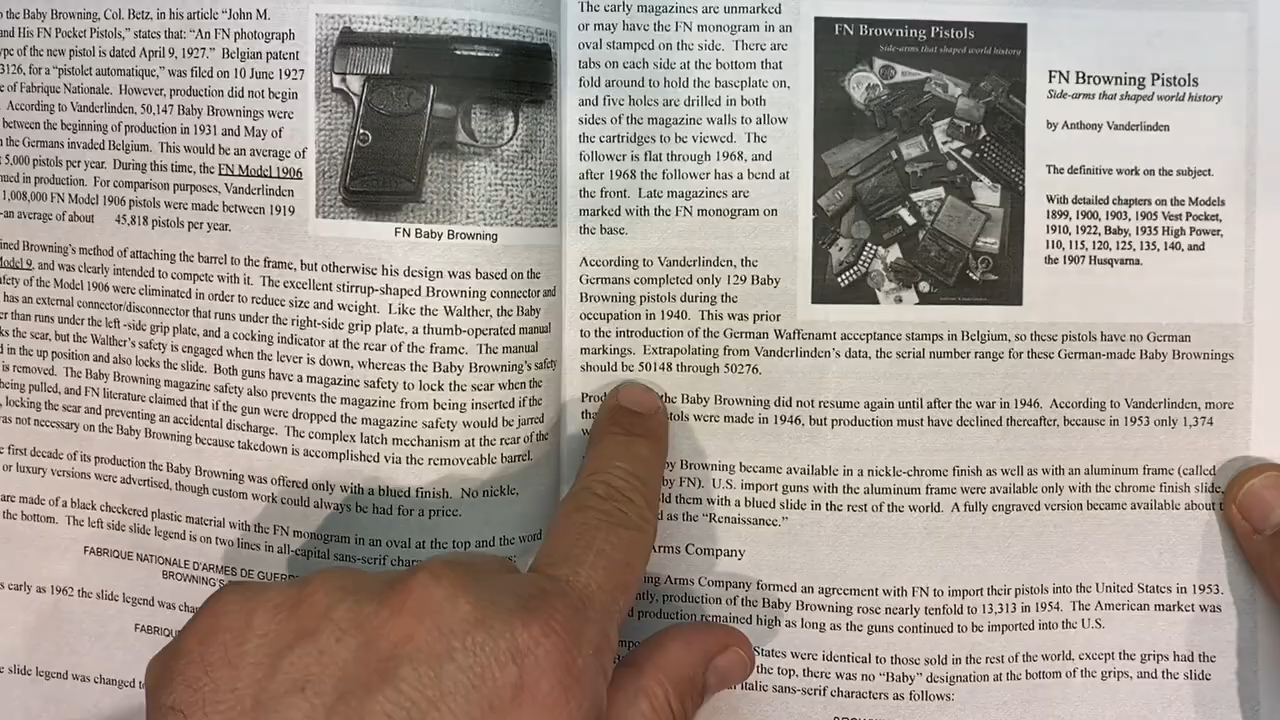 the Baby Browning, Col. Betz, in his article “John M.
and His FN Pocket Pistols,” states that: “An FN photograph
of the new pistol is dated April 9, 1927.” Belgian patent
3126, for a “pistolet automatique,” was filed on 10 June 1927
of Fabrique Nationale. However, production did not begin
According to Vanderlinden, 50,147 Baby Brownings were
between the beginning of production in 1931 and May of
the Germans invaded Belgium. This would be an average of
5,000 pistols per year. During this time, the FN Model 1906
in production. For comparison purposes, Vanderlinden
1,008,000 FN Model 1906 pistols were made between 1919
an average of about 45,818 pistols per year.
FN Baby Browning
Browning’s method of attaching the barrel to the frame, but otherwise his design was based on the
Model 9, and was clearly intended to compete with it. The excellent stirrup-shaped Browning connector and
of the Model 1906 were eliminated in order to reduce size and weight. Like the Walther, the Baby
has an external connector/disconnector that runs under the right-side grip plate, a thumb-operated manual
than runs under the left-side grip plate, and a cocking indicator at the rear of the frame. The manual
the sear, but the Walther’s safety is engaged when the lever is down, whereas the Baby Browning’s safety
in the up position and also locks the slide. Both guns have a magazine safety to lock the sear when the
is removed. The Baby Browning magazine safety also prevents the magazine from being inserted if the
being pulled, and FN literature claimed that if the gun were dropped the magazine safety would be jarred
locking the sear and preventing an accidental discharge. The complex latch mechanism at the rear of the
was not necessary on the Baby Browning because takedown is accomplished via the removeable barrel.
first decade of its production the Baby Browning was offered only with a blued finish. No nickle,
or luxury versions were advertised, though custom work could always be had for a price.
are made of a black checkered plastic material with the FN monogram in an oval at the top and the word
the bottom. The left side slide legend is on two lines in all-capital sans-serif
FABRIQUE NATIONALE D’ARMES DE
BROWNING’S
as early as 1962 the slide legend was
slide legend was changed
The early magazines are unmarked
or may have the FN monogram in an
oval stamped on the side. There are
tabs on each side at the bottom that
fold around to hold the baseplate on,
and five holes are drilled in both
sides of the magazine walls to allow
the cartridges to be viewed. The
follower is flat through 1968, and
after 1968 the follower has a bend at
the front. Late magazines are
marked with the FN monogram on
the base.
FN Browning Pistols
Side-arms that shaped world history
FN Browning Pistols
Side-arms that shaped world history
by Anthony Vanderlinden
The definitive work on the subject.
With detailed chapters on the Models
1899, 1900, 1903, 1905 Vest Pocket,
1910, 1922, Baby, 1935 High Power,
110, 115, 120, 125, 135, 140, and
the 1907 Husqvarna.
According to Vanderlinden, the
Germans completed only 129 Baby
Browning pistols during the
occupation in 1940. This was prior
to the introduction of the German Waffenamt acceptance stamps in Belgium, so these pistols have no German
markings. Extrapolating from Vanderlinden’s data, the serial number range for these German-made Baby Brownings
should be 50148 through 50276.
the Baby Browning did not resume again until after the war in 1946. According to Vanderlinden, more
were made in 1946, but production must have declined thereafter, because in 1953 only 1,374
Browning became available in a nickle-chrome finish as well as with an aluminum frame (called
by FN). U.S. import guns with the aluminum frame were available only with the chrome finish slide,
them with a blued slide in the rest of the world. A fully engraved version became available about
as the “Renaissance.”
Arms Company
Arms Company formed an agreement with FN to import their pistols into the United States in 1953.
production of the Baby Browning rose nearly tenfold to 13,313 in 1954. The American market was
production remained high as long as the guns continued to be imported into the U.S.
States were identical to those sold in the rest of the world, except the grips had the
the top, there was no “Baby” designation at the bottom of the grips, and the slide
italic sans-serif characters as follows: